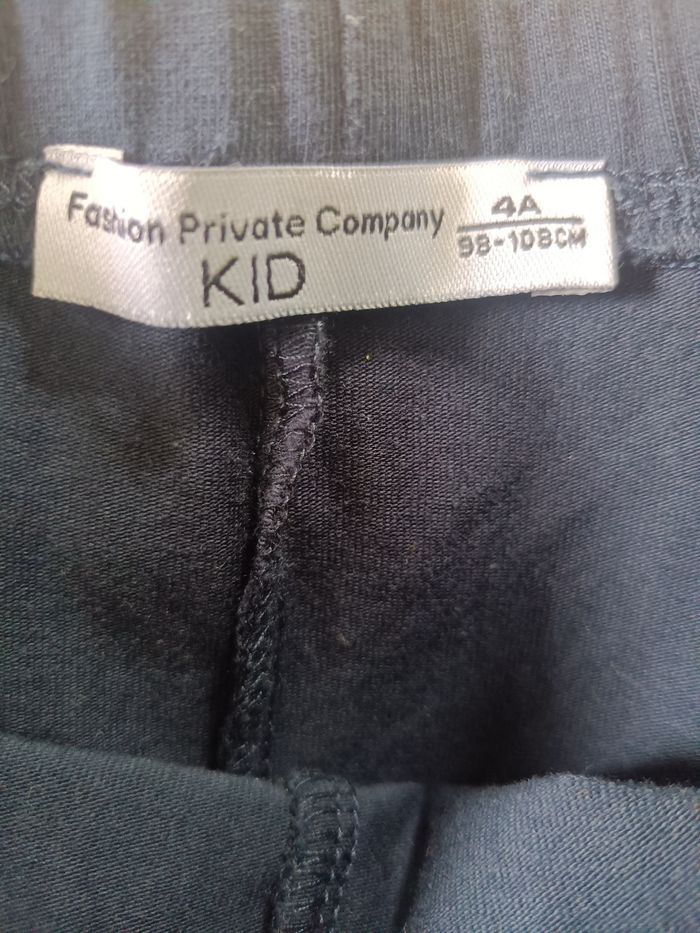 Fashion Private Company
KID
4A
98-108CM